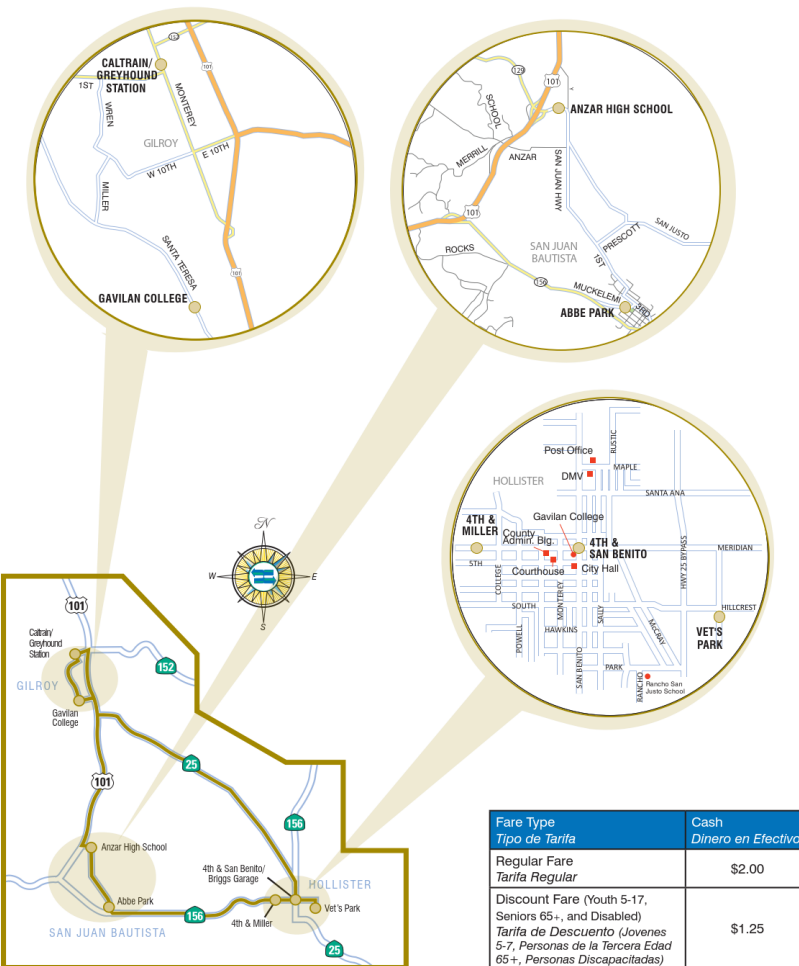 152
101
CALTRAIN/
GREYHOUND
STATION
1ST
WREN
MONTEREY
GILROY
W 10TH
E 10TH
MILLER
SANTA TERESA
101
GAVILAN COLLEGE
129
101
Y
SCHOOL
ANZAR HIGH SCHOOL
MERRILL
ANZAR
SAN JUAN HWY
101
ROCKS
SAN JUAN
BAUTISTA
PRESCOTT
SAN JUSTO
1ST
156
MUCKELEMI
3RD
ABBE PARK
Post Office
RUSTIC
MAPLE
DMV
HOLLISTER
SANTA ANA
Gavilan College
4TH &
MILLER
County
Admin. Blg.
4TH &
SAN BENITO
MERIDIAN
5TH
COLLEGE
Courthouse
City Hall
HWY 25 BYPASS
SOUTH
MONTEREY
SALLY
HILLCREST
POWELL
HAWKINS
McCRAY
VET'S
PARK
SAN BENITO
PARK
RANCHO
Rancho San
Justo School
N
W
E
S
101
Caltrain/
Greyhound
Station
152
GILROY
Gavilan
College
25
101
156
Anzar High School
4th & San Benito/
Briggs Garage
HOLLISTER
Abbe Park
Vet's Park
156
4th & Miller
SAN JUAN BAUTISTA
25
Fare Type
Tipo de Tarifa
Cash
Dinero en Efectivo
Regular Fare
Tarifa Regular
$2.00
Discount Fare (Youth 5-17,
Seniors 65+, and Disabled)
Tarifa de Descuento (Jovenes
5-7, Personas de la Tercera Edad
65+, Personas Discapacitadas)
$1.25